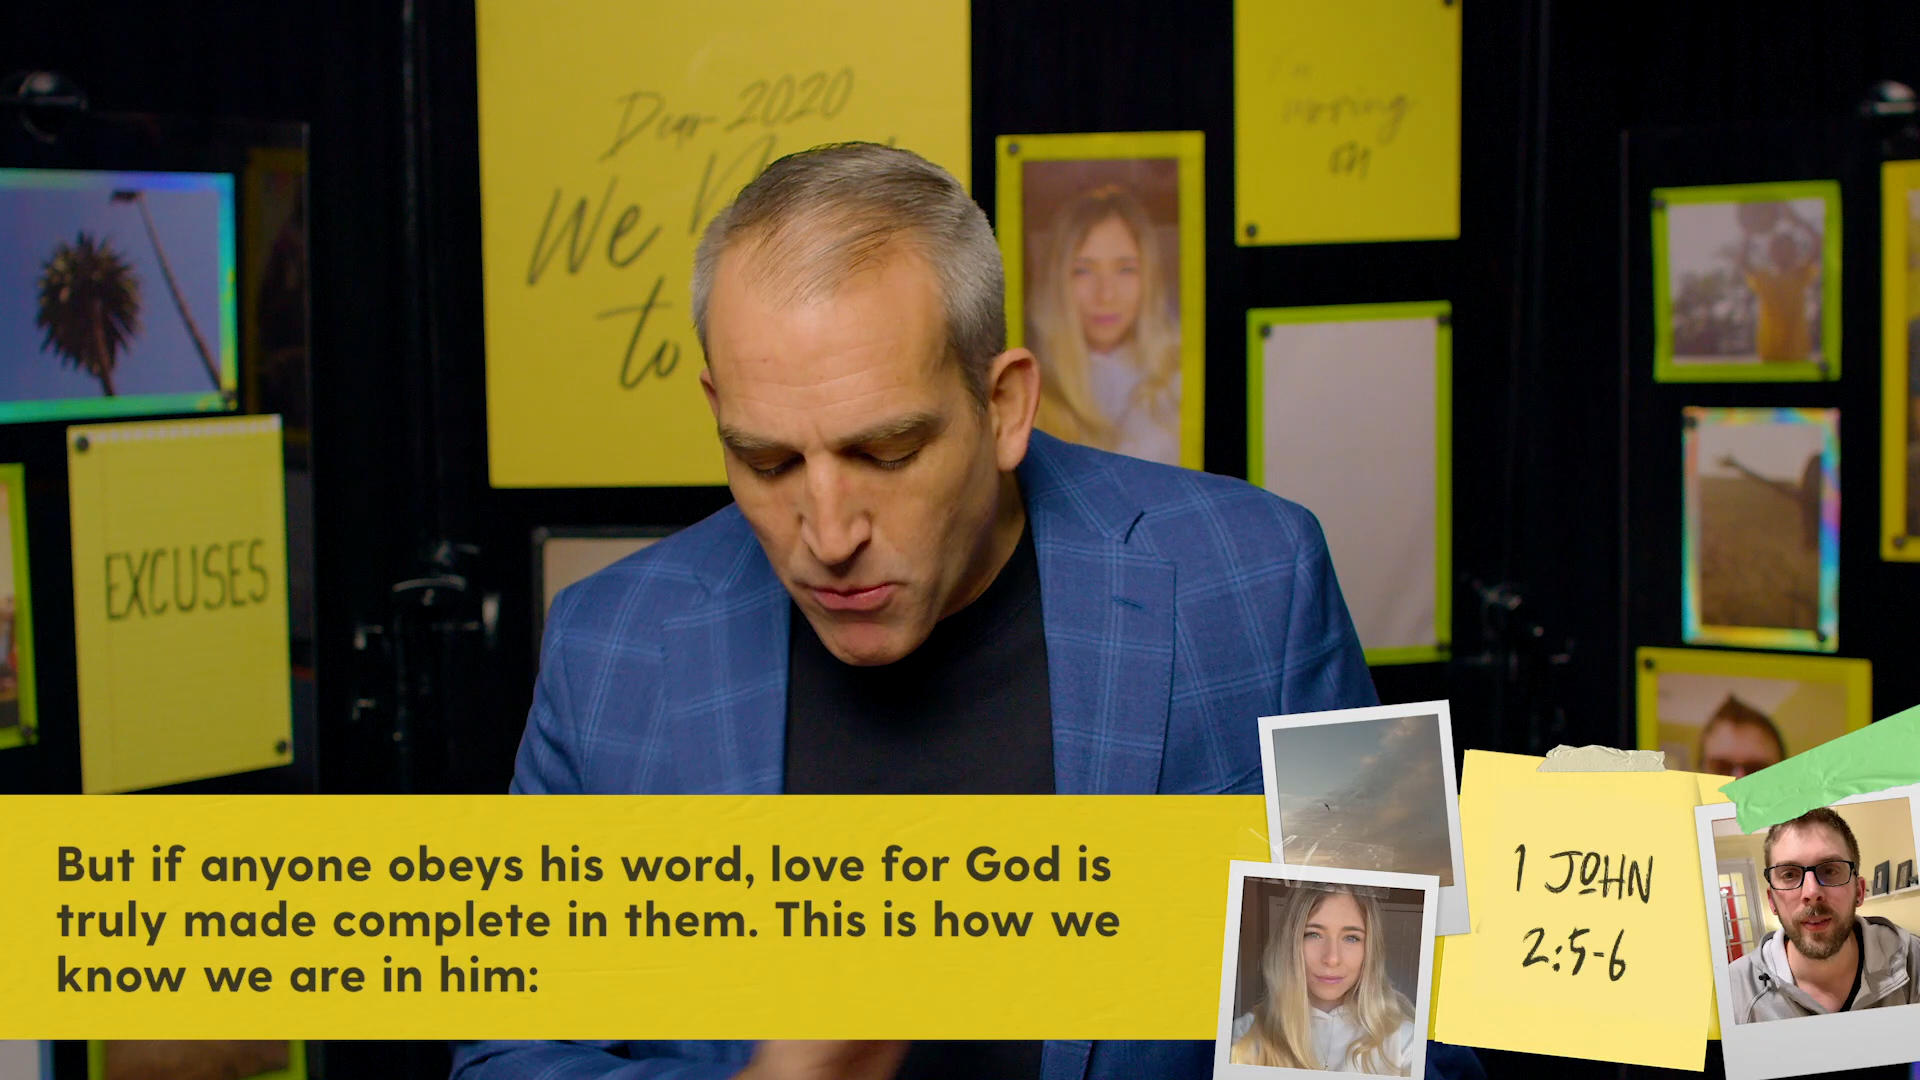 Dear 2020
We
to
moving
EXCUSES
But if anyone obeys his word, love for God is
truly made complete in them. This is how we
know we are in him:
1 JOHN
2:5-6